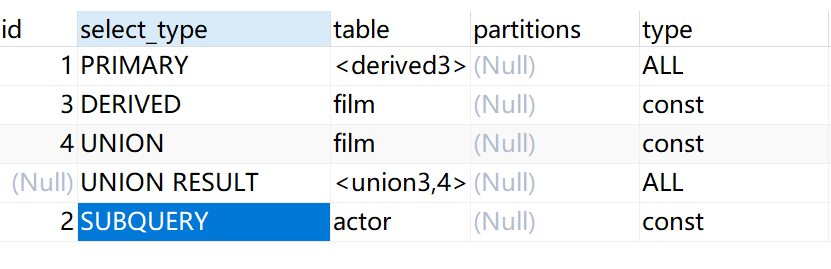 id select_type table partitions type
1 PRIMARY <derived3> (Null) ALL
3 DERIVED film (Null) const
4 UNION film (Null) const
(Null) UNION RESULT <union3,4> (Null) ALL
2 SUBQUERY actor (Null) const